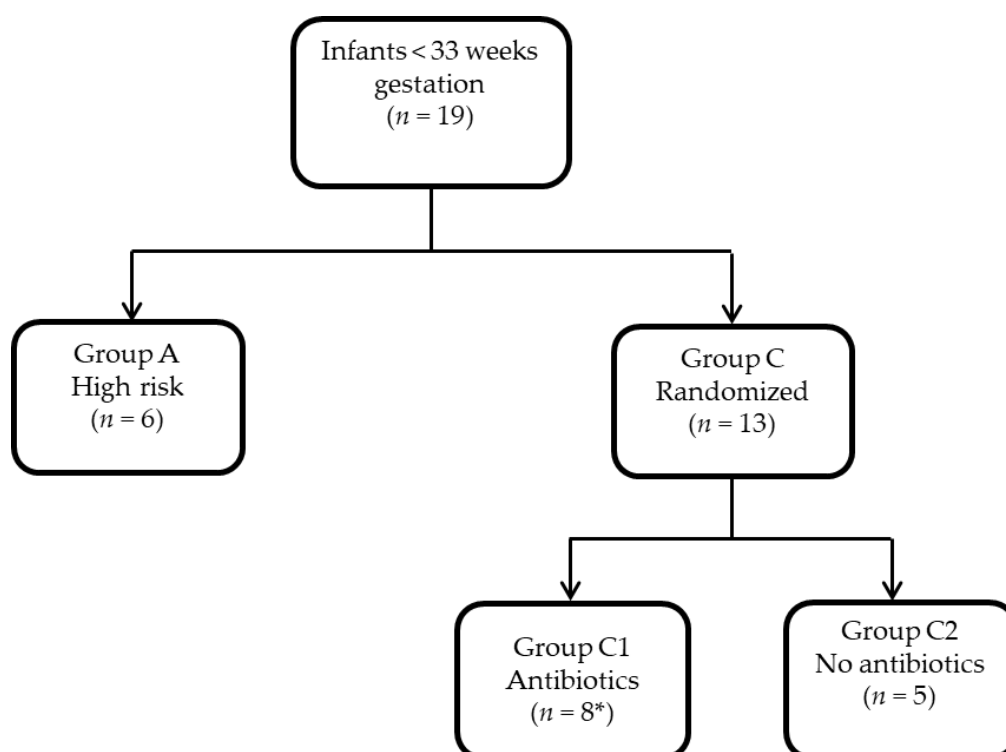 Infants < 33 weeks
gestation
(n = 19)
Group A
High risk
(n = 6)
Group C
Randomized
(n = 13)
Group C1
Antibiotics
(n = 8*)
Group C2
No antibiotics
(n = 5)